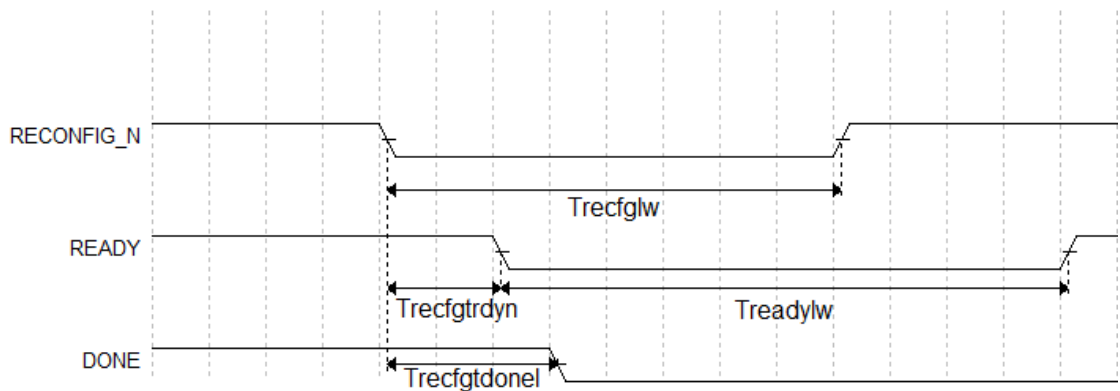 RECONFIG_N
Trecfglw
READY
Trecfgtrdyn Treadylw
DONE
Trecfgtdonel